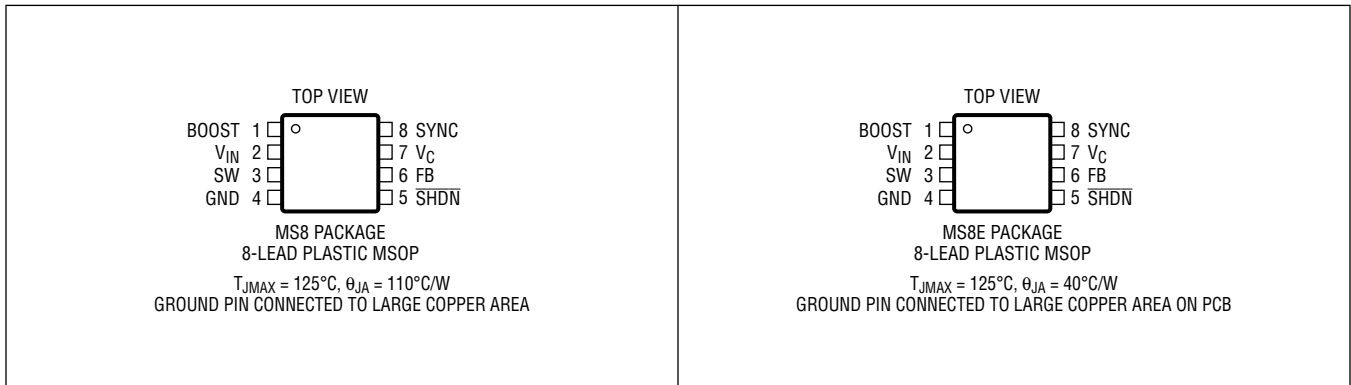 TOP VIEW
BOOST 1
VIN 2
SW 3
GND 4
8 SYNC
7 VC
6 FB
5 SHDN
MS8 PACKAGE
8-LEAD PLASTIC MSOP
TJMAX = 125°C, θJA = 110°C/W
GROUND PIN CONNECTED TO LARGE COPPER AREA
TOP VIEW
BOOST 1
VIN 2
SW 3
GND 4
8 SYNC
7 VC
6 FB
5 SHDN
MS8E PACKAGE
8-LEAD PLASTIC MSOP
TJMAX = 125°C, θJA = 40°C/W
GROUND PIN CONNECTED TO LARGE COPPER AREA ON PCB